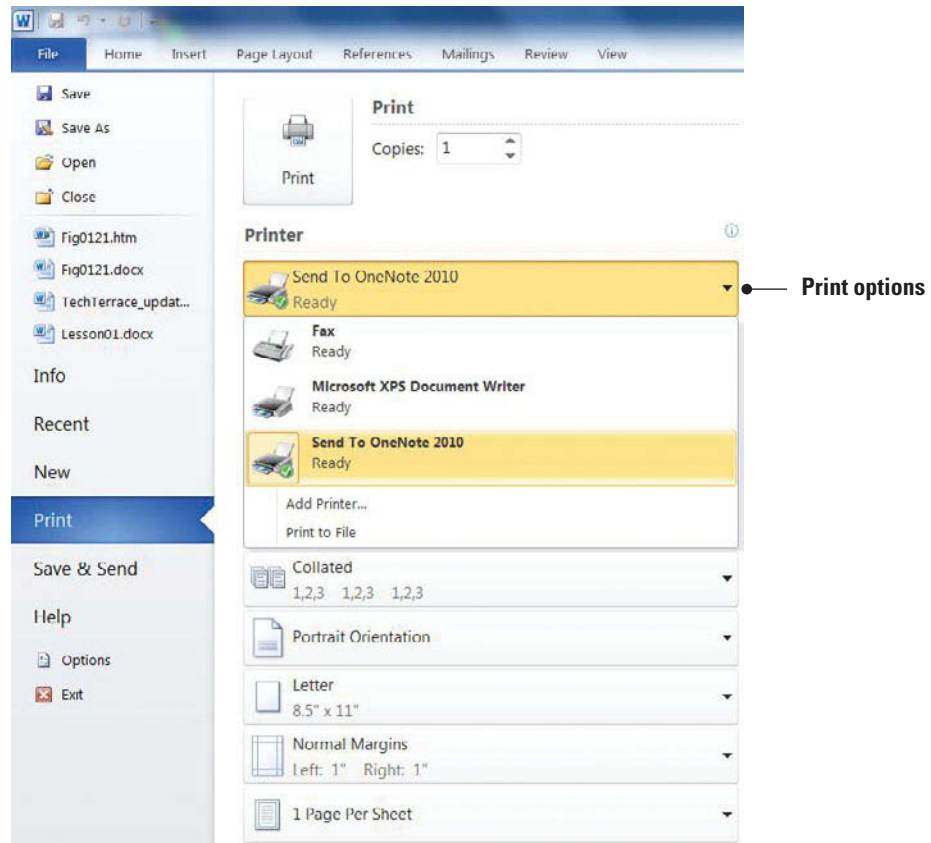 W
File Home Insert Page Layout References Mailings Review View
Save
Save As
Open
Close
Fig0121.htm
Fig0121.docx
TechTerrace_updat...
Lesson01.docx
Info
Recent
New
Print
Save & Send
Help
Options
Exit
Print
Print
Copies: 1
Printer
Send To OneNote 2010
Ready
Print options
Fax
Ready
Microsoft XPS Document Writer
Ready
Send To OneNote 2010
Ready
Add Printer...
Print to File
Collated
1,2,3 1,2,3 1,2,3
Portrait Orientation
Letter
8.5" x 11"
Normal Margins
Left: 1" Right: 1"
1 Page Per Sheet